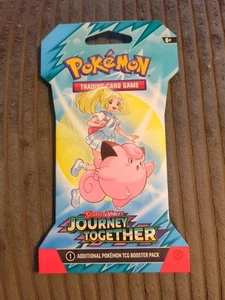 Pokémon
TRADING CARD GAME
6+
Scarlet & Violet
JOURNEY
TOGETHER
1 ADDITIONAL POKÉMON TCG BOOSTER PACK